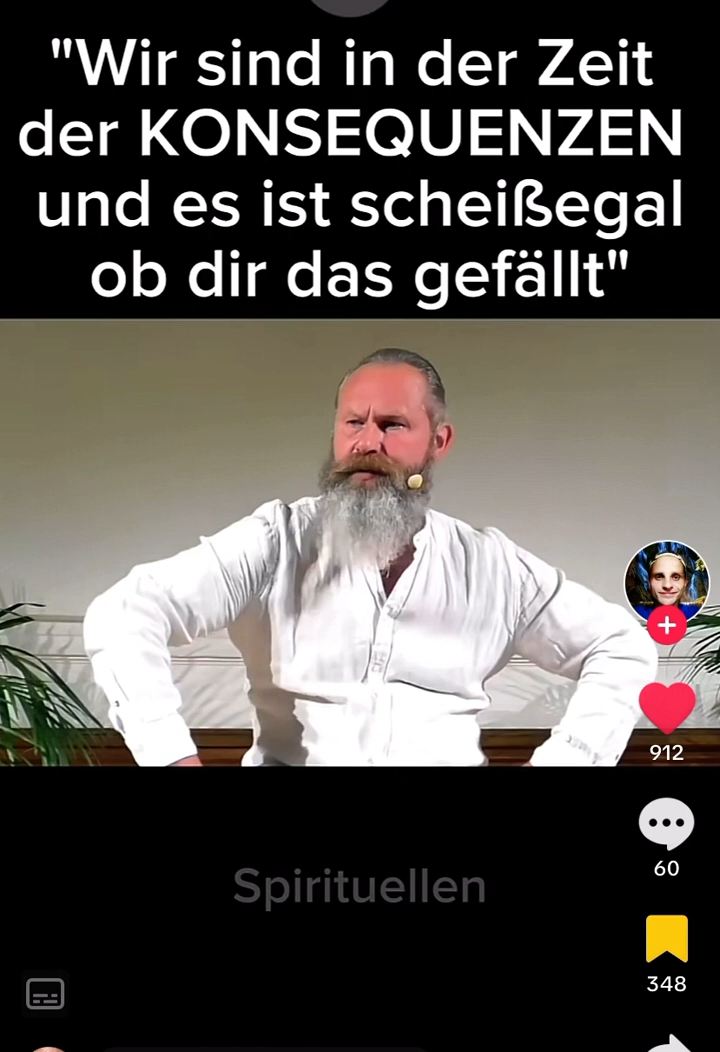 "Wir sind in der Zeit
der KONSEQUENZEN
und es ist scheißegal
ob dir das gefällt"
912
60
Spirituellen
348